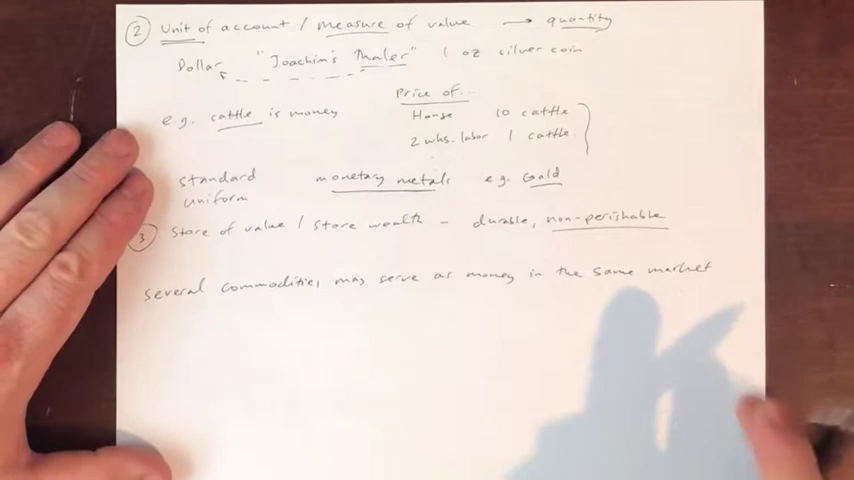 ② Unit of account / measure of value → quantity
Dollar "Joachim's Thaler" 1 oz silver coin
Price of...
e.g. cattle is money House 10 cattle
2 wks. labor 1 cattle.
standard monetary metals e.g. Gold
uniform
③ Store of value / store wealth - durable, non-perishable
several commodities may serve as money in the same market